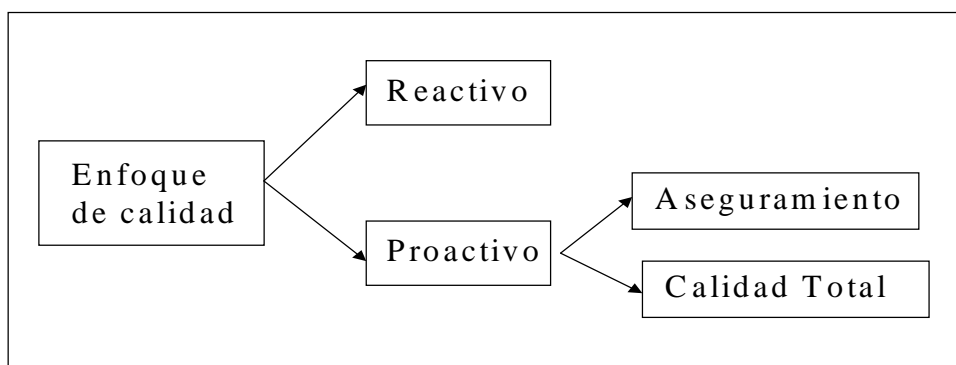 Enfoque
de calidad
Reactivo
Proactivo
Aseguramiento
Calidad Total